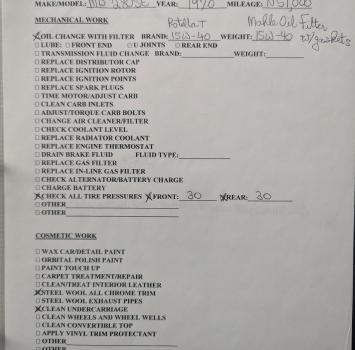 MAKE/MODEL: MB 280SE YEAR: 1970 MILEAGE: N51,000
MECHANICAL WORK
Rotella T Mahle Oil Filter
☒OIL CHANGE WITH FILTER BRAND: 15W-40 WEIGHT: 15W-40 w/gaskets
☐LUBE: ☐FRONT END ☐U JOINTS ☐REAR END
☐TRANSMISSION FLUID CHANGE BRAND: WEIGHT:
☐REPLACE DISTRIBUTOR CAP
☐REPLACE IGNITION ROTOR
☐REPLACE IGNITION POINTS
☐REPLACE SPARK PLUGS
☐TIME MOTOR/ADJUST CARB
☐CLEAN CARB INLETS
☐ADJUST/TORQUE CARB BOLTS
☐CHANGE AIR CLEANER/FILTER
☐CHECK COOLANT LEVEL
☐REPLACE RADIATOR COOLANT
☐REPLACE ENGINE THERMOSTAT
☐DRAIN BRAKE FLUID FLUID TYPE:
☐REPLACE GAS FILTER
☐REPLACE IN-LINE GAS FILTER
☐CHECK ALTERNATOR/BATTERY CHARGE
☐CHARGE BATTERY
☒CHECK ALL TIRE PRESSURES ☒FRONT: 30 ☒REAR: 30
☐OTHER
☐OTHER
COSMETIC WORK
☐WAX CAR/DETAIL PAINT
☐ORBITAL POLISH PAINT
☐PAINT TOUCH UP
☐CARPET TREATMENT/REPAIR
☐CLEAN/TREAT INTERIOR LEATHER
☒STEEL WOOL ALL CHROME TRIM
☐STEEL WOOL EXHAUST PIPES
☒CLEAN UNDERCARRIAGE
☐CLEAN WHEELS AND WHEEL WELLS
☐CLEAN CONVERTIBLE TOP
☐APPLY VINYL TRIM PROTECTANT
☐OTHER
☐OTHER